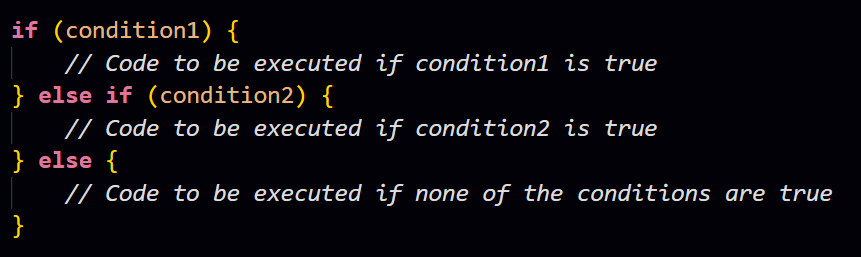 if (condition1) {
    // Code to be executed if condition1 is true
} else if (condition2) {
    // Code to be executed if condition2 is true
} else {
    // Code to be executed if none of the conditions are true
}